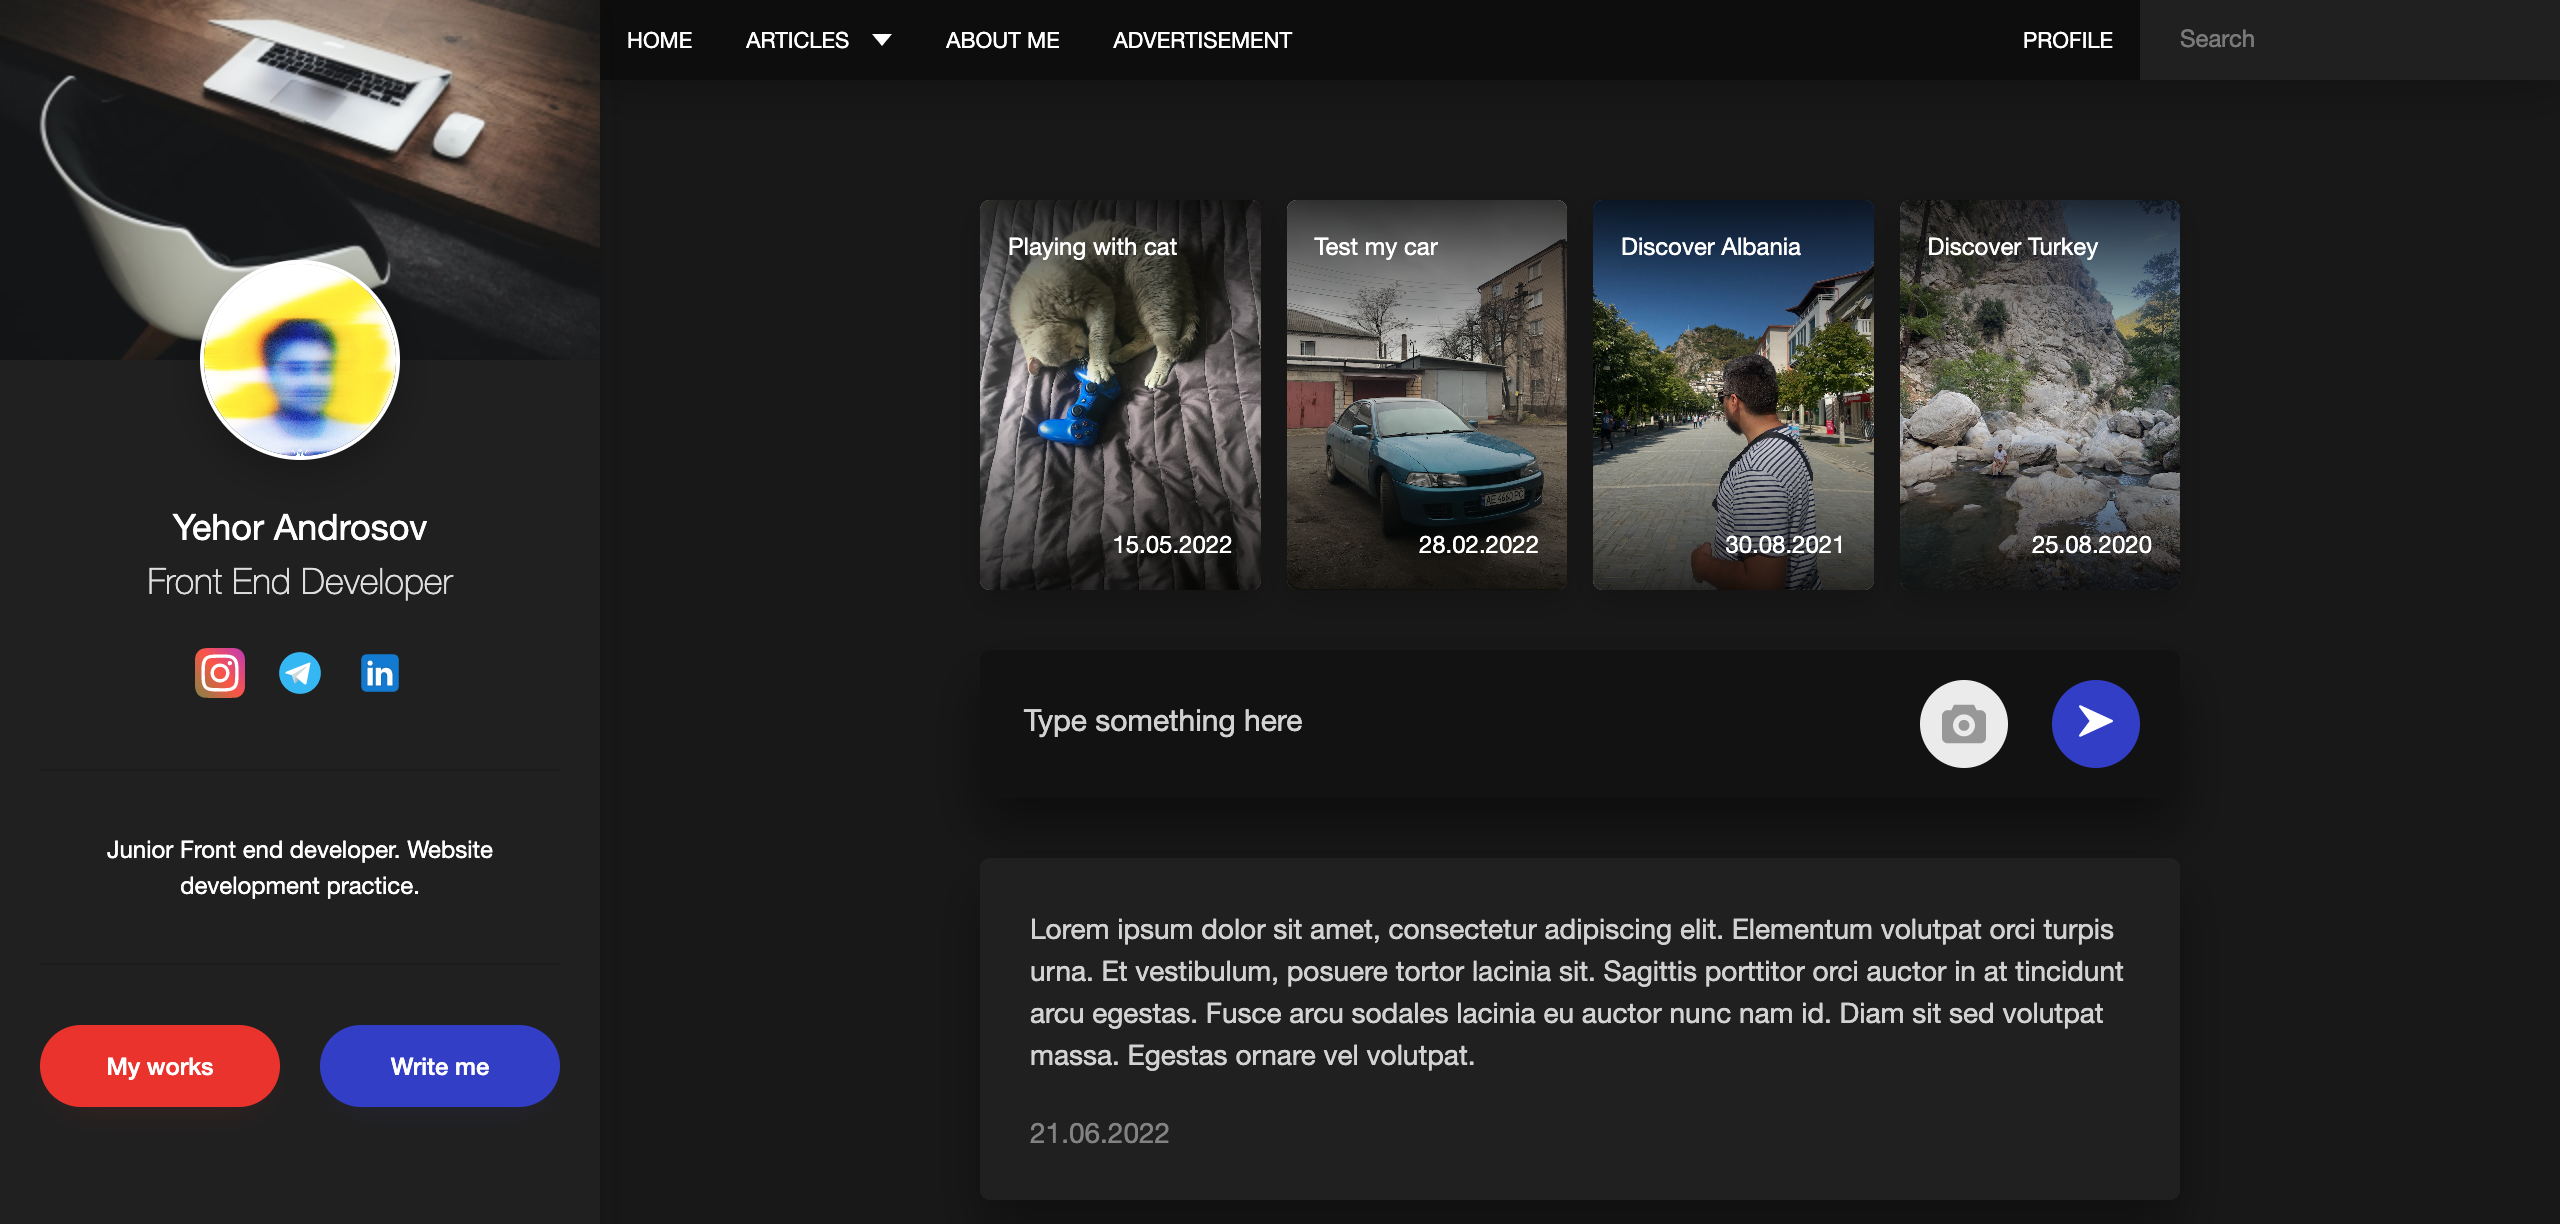 HOME
ARTICLES
ABOUT ME
ADVERTISEMENT
PROFILE
Search
Yehor Androsov
Front End Developer
in
Junior Front end developer. Website
development practice.
My works
Write me
Playing with cat
15.05.2022
Test my car
AE 4660 PC
28.02.2022
Discover Albania
30.08.2021
Discover Turkey
25.08.2020
Type something here
Lorem ipsum dolor sit amet, consectetur adipiscing elit. Elementum volutpat orci turpis
urna. Et vestibulum, posuere tortor lacinia sit. Sagittis porttitor orci auctor in at tincidunt
arcu egestas. Fusce arcu sodales lacinia eu auctor nunc nam id. Diam sit sed volutpat
massa. Egestas ornare vel volutpat.
21.06.2022